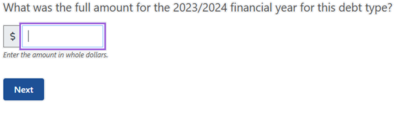 What was the full amount for the 2023/2024 financial year for this debt type?
$
Enter the amount in whole dollars.
Next